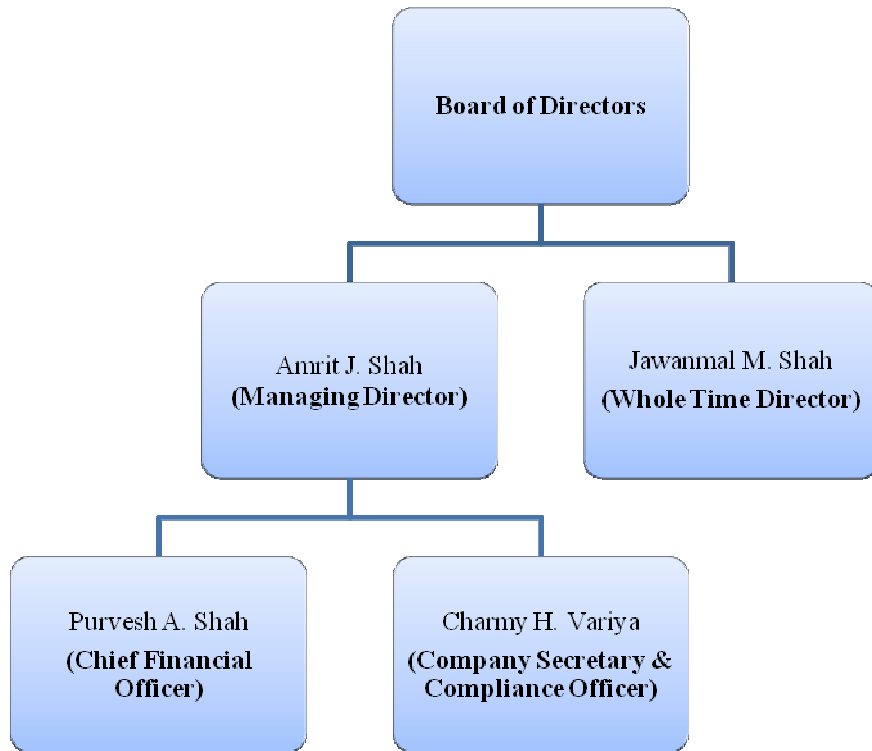 Board of Directors
Amrit J. Shah
(Managing Director)
Jawanmal M. Shah
(Whole Time Director)
Purvesh A. Shah
(Chief Financial
Officer)
Charmy H. Variya
(Company Secretary &
Compliance Officer)